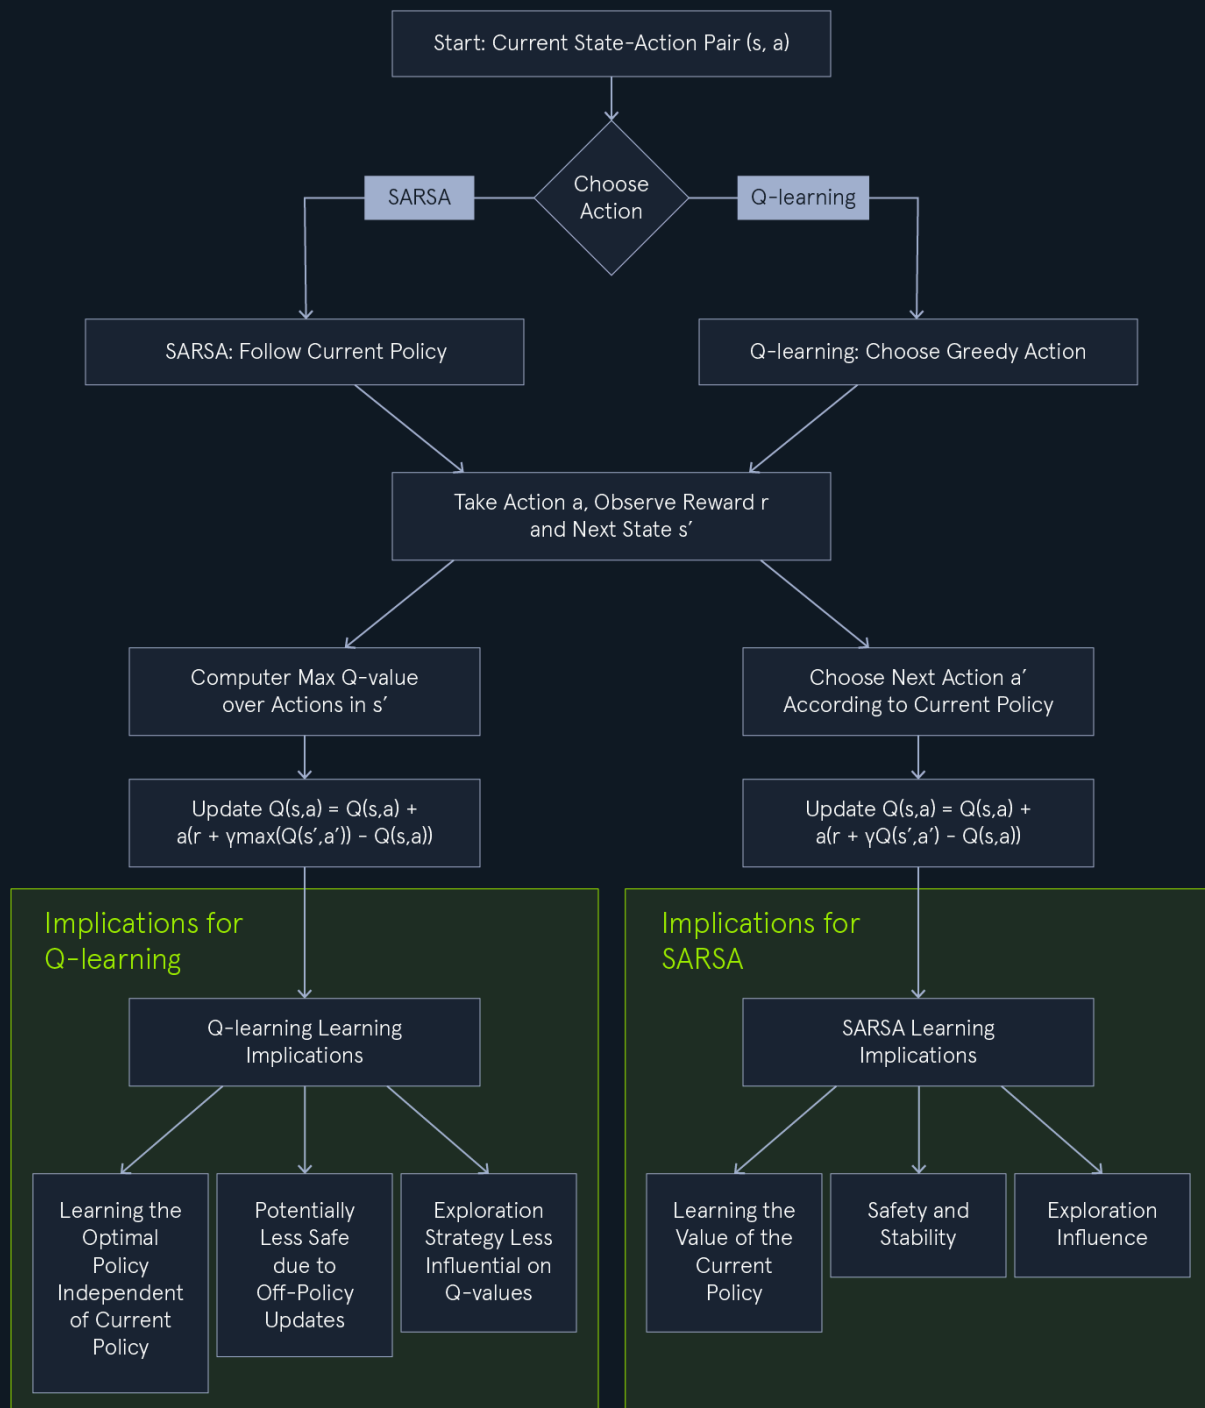 Start: Current State-Action Pair (s, a)
Choose
Action
SARSA
Q-learning
SARSA: Follow Current Policy
Q-learning: Choose Greedy Action
Take Action a, Observe Reward r
and Next State s’
Computer Max Q-value
over Actions in s’
Choose Next Action a’
According to Current Policy
Update Q(s,a) = Q(s,a) +
a(r + γmax(Q(s’,a’)) - Q(s,a))
Update Q(s,a) = Q(s,a) +
a(r + γQ(s’,a’) - Q(s,a))
Implications for
Q-learning
Q-learning Learning
Implications
Learning the
Optimal
Policy
Independent
of Current
Policy
Potentially
Less Safe
due to
Off-Policy
Updates
Exploration
Strategy Less
Influential on
Q-values
Implications for
SARSA
SARSA Learning
Implications
Learning the
Value of the
Current
Policy
Safety and
Stability
Exploration
Influence